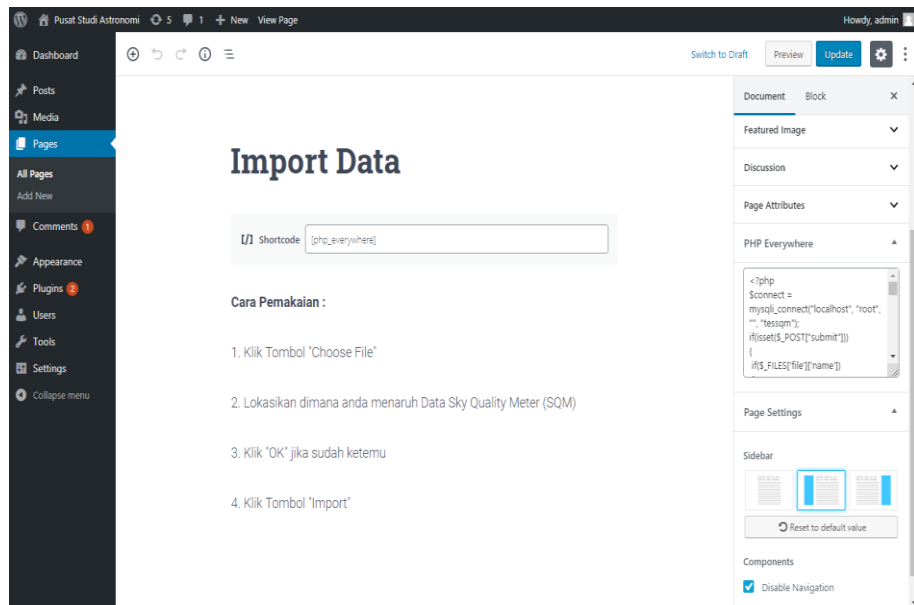 Pusat Studi Astronomi 5 1 + New View Page Howdy, admin
Dashboard
Posts
Media
Pages
All Pages
Add New
Comments 1
Appearance
Plugins 2
Users
Tools
Settings
Collapse menu
Switch to Draft Preview Update
Import Data
[/] Shortcode [php_everywhere]
Cara Pemakaian :
1. Klik Tombol "Choose File"
2. Lokasikan dimana anda menaruh Data Sky Quality Meter (SQM)
3. Klik "OK" jika sudah ketemu
4. Klik Tombol "Import"
Document Block
Featured Image
Discussion
Page Attributes
PHP Everywhere
<?php
$connect =
mysqli_connect("localhost", "root",
"", "tessqm");
if(isset($_POST["submit"]))
{
if($_FILES['file']['name'])
Page Settings
Sidebar
Reset to default value
Components
Disable Navigation